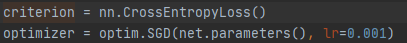 criterion = nn.CrossEntropyLoss()
optimizer = optim.SGD(net.parameters(), lr=0.001)